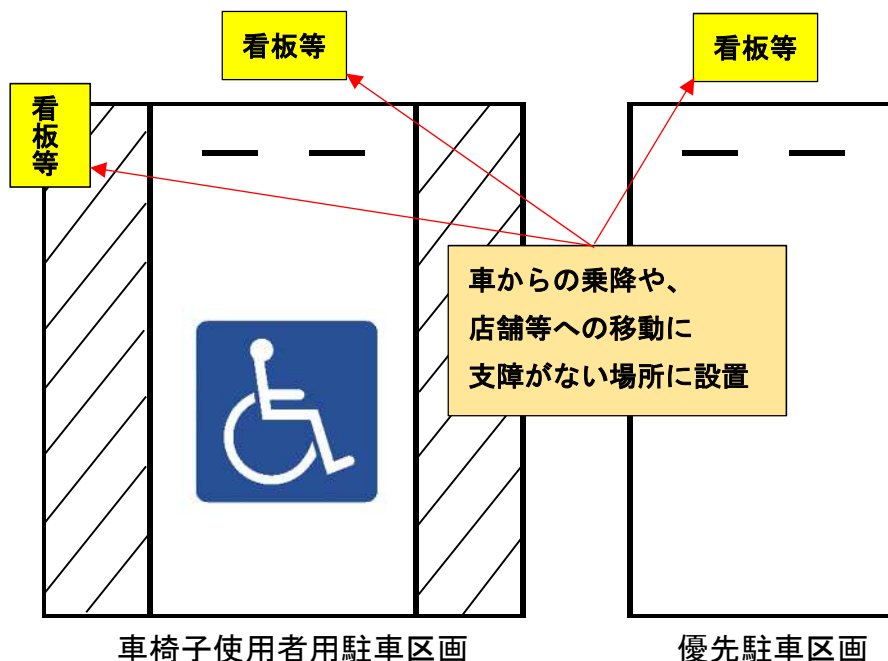 看板等
看板等
看板等
車からの乗降や、
店舗等への移動に
支障がない場所に設置
車椅子使用者用駐車区画
優先駐車区画